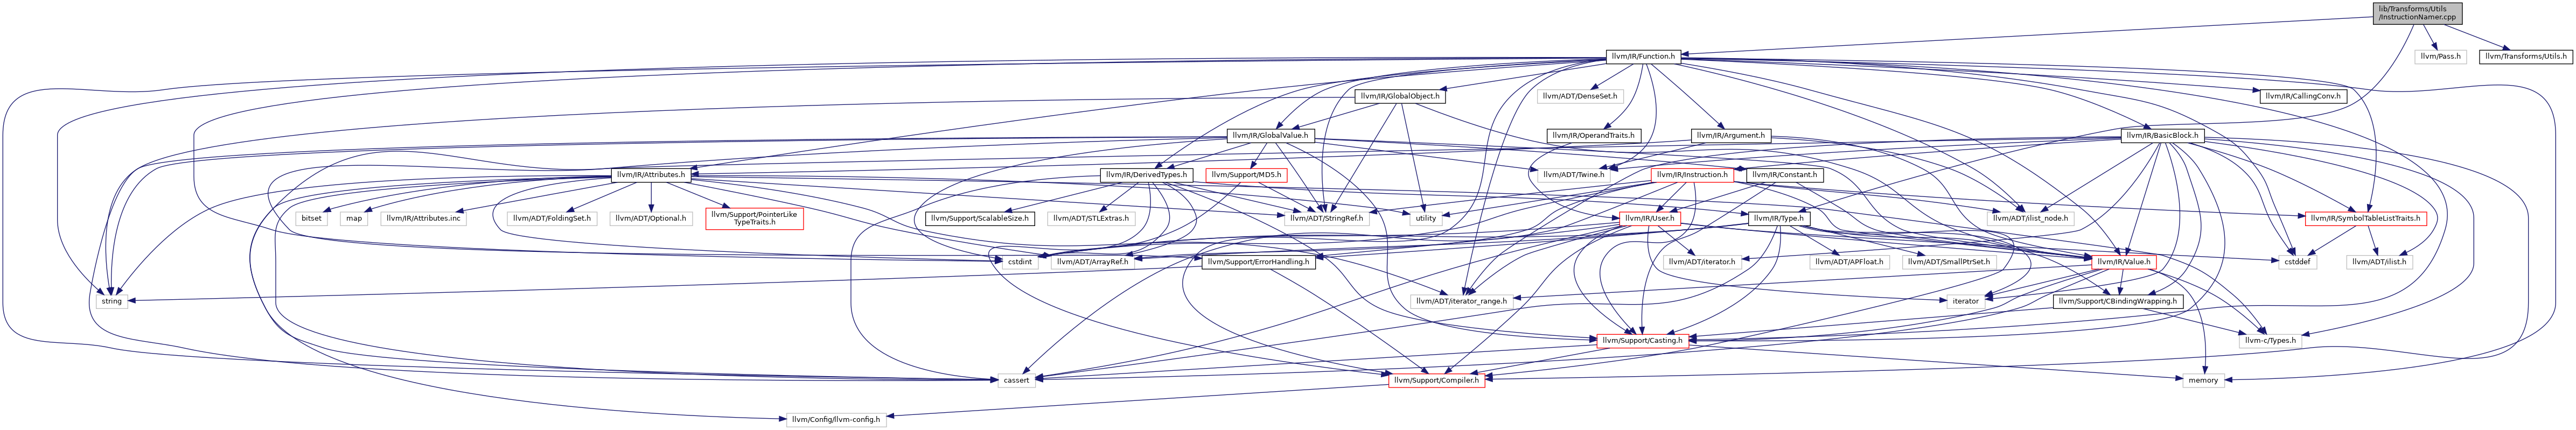 lib/Transforms/Utils
/InstructionNamer.cpp
llvm/IR/Function.h
llvm/Pass.h
llvm/Transforms/Utils.h
llvm/IR/GlobalObject.h
llvm/ADT/DenseSet.h
llvm/IR/CallingConv.h
llvm/IR/GlobalValue.h
llvm/IR/OperandTraits.h
llvm/IR/Argument.h
llvm/IR/BasicBlock.h
llvm/IR/Attributes.h
llvm/IR/DerivedTypes.h
llvm/Support/MD5.h
llvm/ADT/Twine.h
llvm/IR/Instruction.h
llvm/IR/Constant.h
bitset
map
llvm/IR/Attributes.inc
llvm/ADT/FoldingSet.h
llvm/ADT/Optional.h
llvm/Support/PointerLike
TypeTraits.h
llvm/Support/ScalableSize.h
llvm/ADT/STLExtras.h
llvm/ADT/StringRef.h
utility
llvm/IR/User.h
llvm/IR/Type.h
llvm/ADT/ilist_node.h
llvm/IR/SymbolTableListTraits.h
cstdint
llvm/ADT/ArrayRef.h
llvm/Support/ErrorHandling.h
llvm/ADT/iterator.h
llvm/ADT/APFloat.h
llvm/ADT/SmallPtrSet.h
llvm/IR/Value.h
cstddef
llvm/ADT/ilist.h
string
llvm/ADT/iterator_range.h
iterator
llvm/Support/CBindingWrapping.h
llvm/Support/Casting.h
llvm-c/Types.h
cassert
llvm/Support/Compiler.h
memory
llvm/Config/llvm-config.h